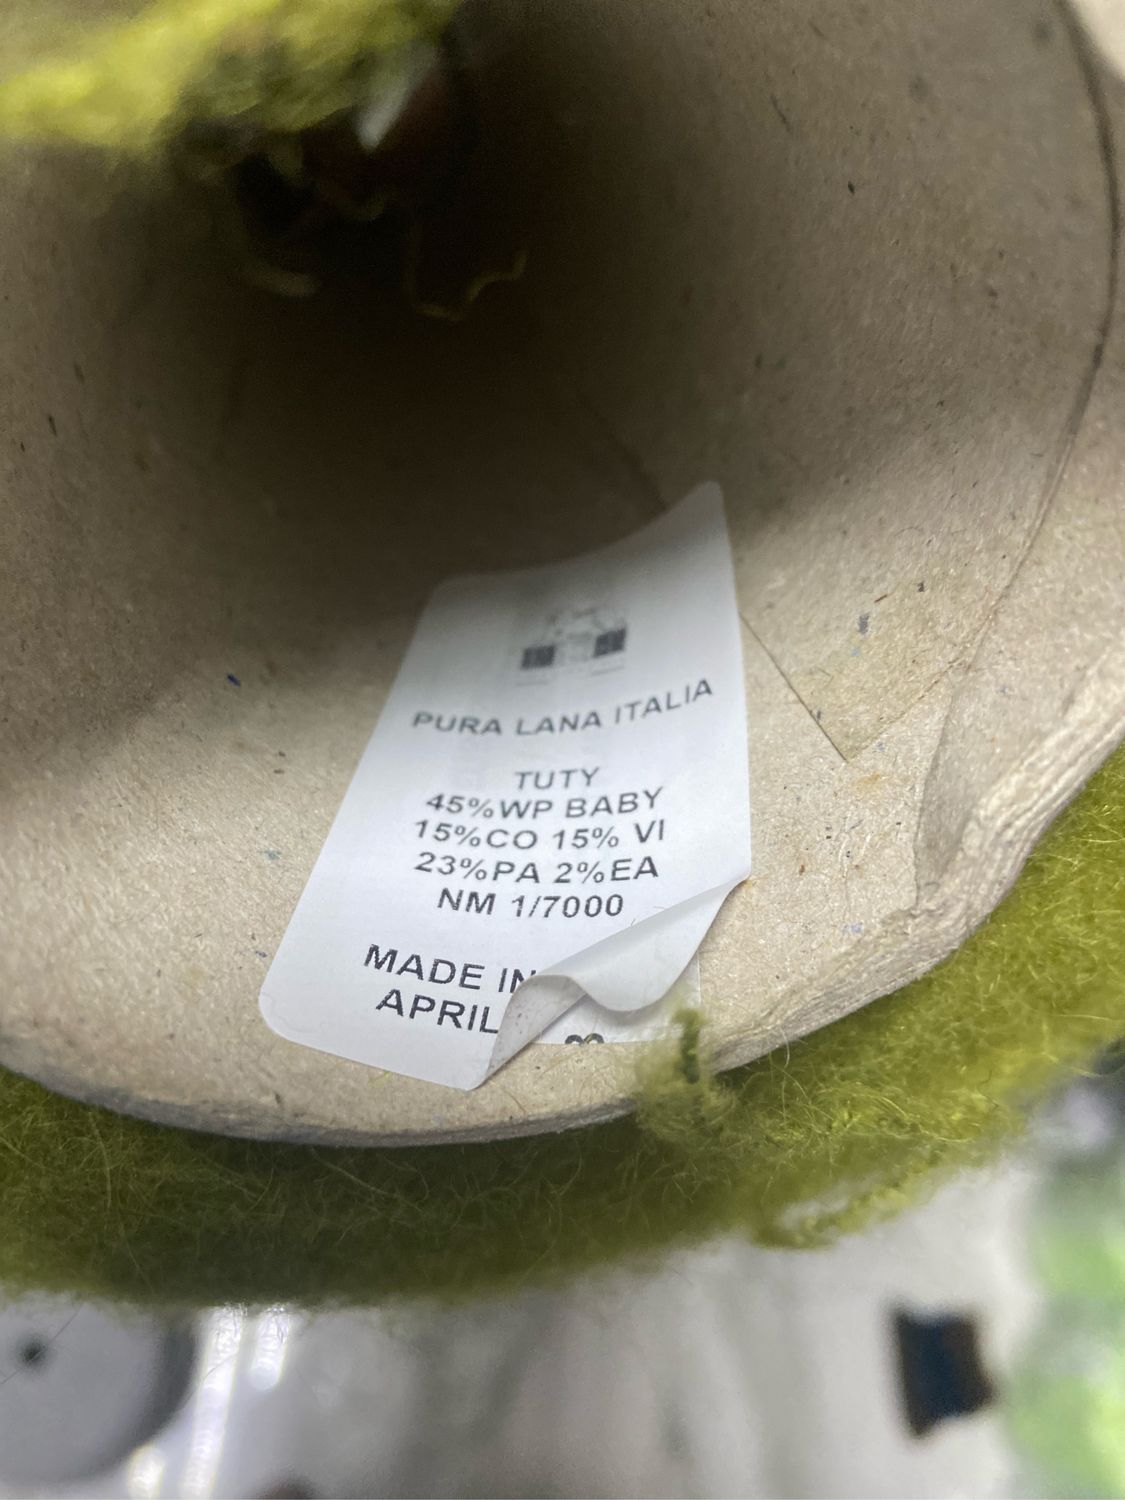 PURA LANA ITALIA
TUTY
45%WP BABY
15%CO 15% VI
23%PA 2%EA
NM 1/7000
MADE IN
APRIL